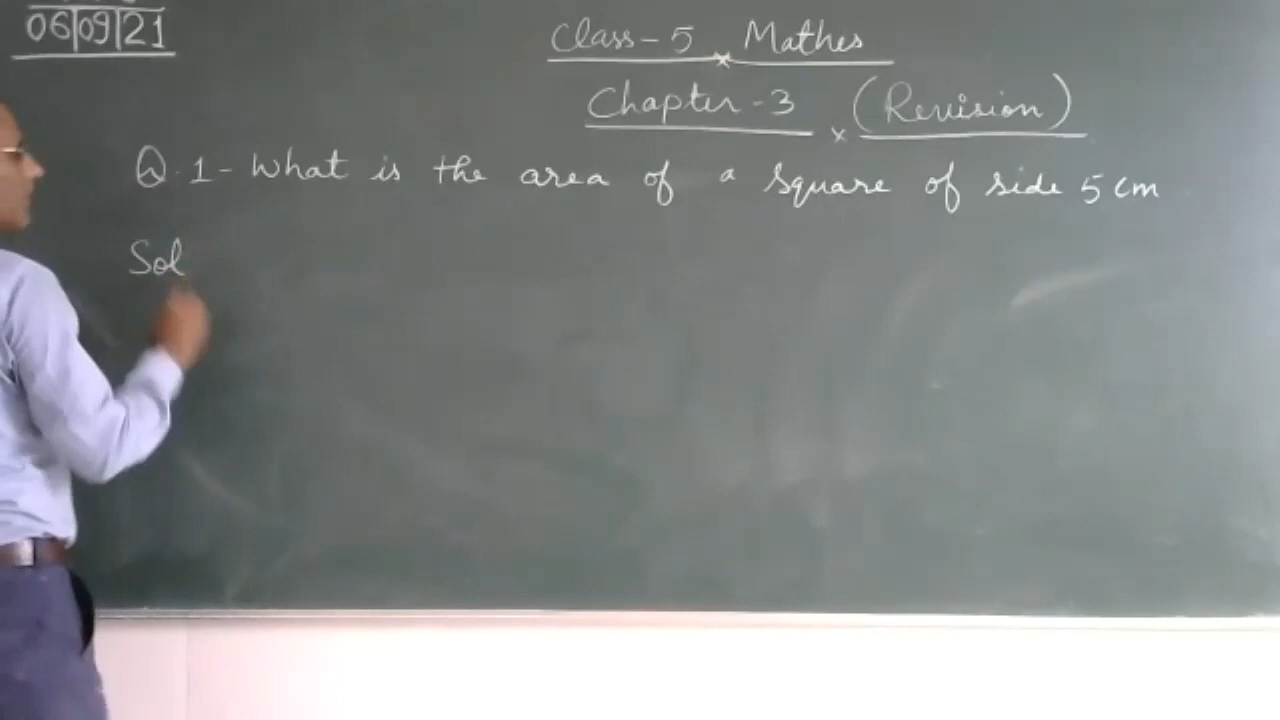 06|09|21
Class-5 Mathes
Chapter-3 (Revision)
Q.1- What is the area of a square of side 5 cm
Sol